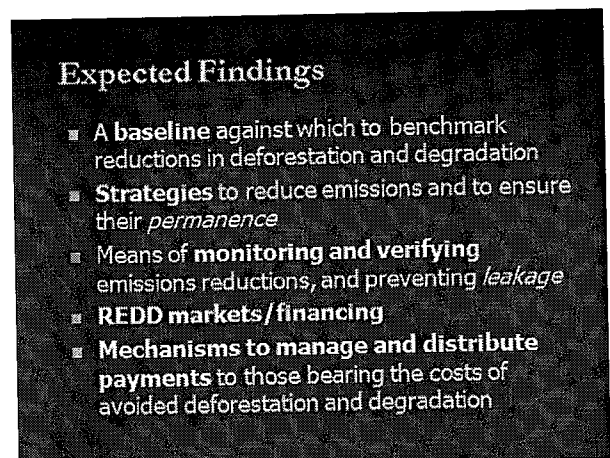 Expected Findings
A baseline against which to benchmark
reductions in deforestation and degradation
Strategies to reduce emissions and to ensure
their permanence
Means of monitoring and verifying
emissions reductions, and preventing leakage
REDD markets/financing
Mechanisms to manage and distribute
payments to those bearing the costs of
avoided deforestation and degradation